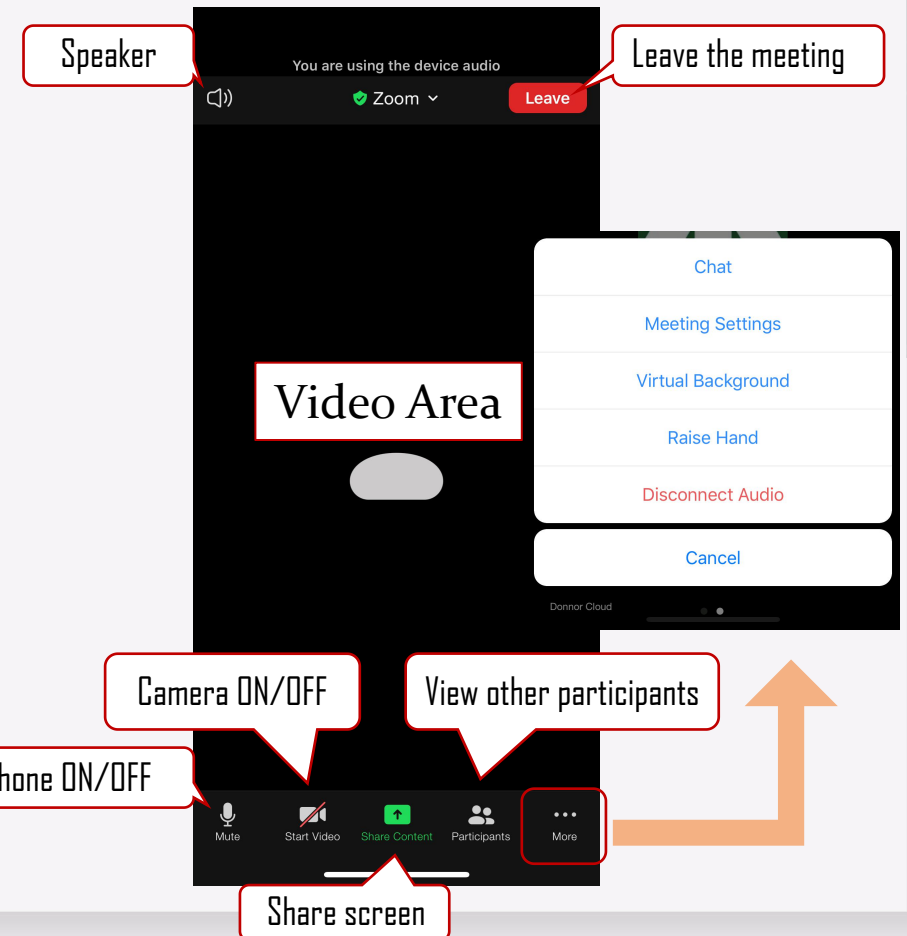 Speaker
Leave the meeting
You are using the device audio
Zoom
Leave
Chat
Meeting Settings
Video Area
Virtual Background
Raise Hand
Disconnect Audio
Cancel
Donnor Cloud
Camera ON/OFF
View other participants
hone ON/OFF
Mute
Start Video
Share Content
Participants
More
Share screen